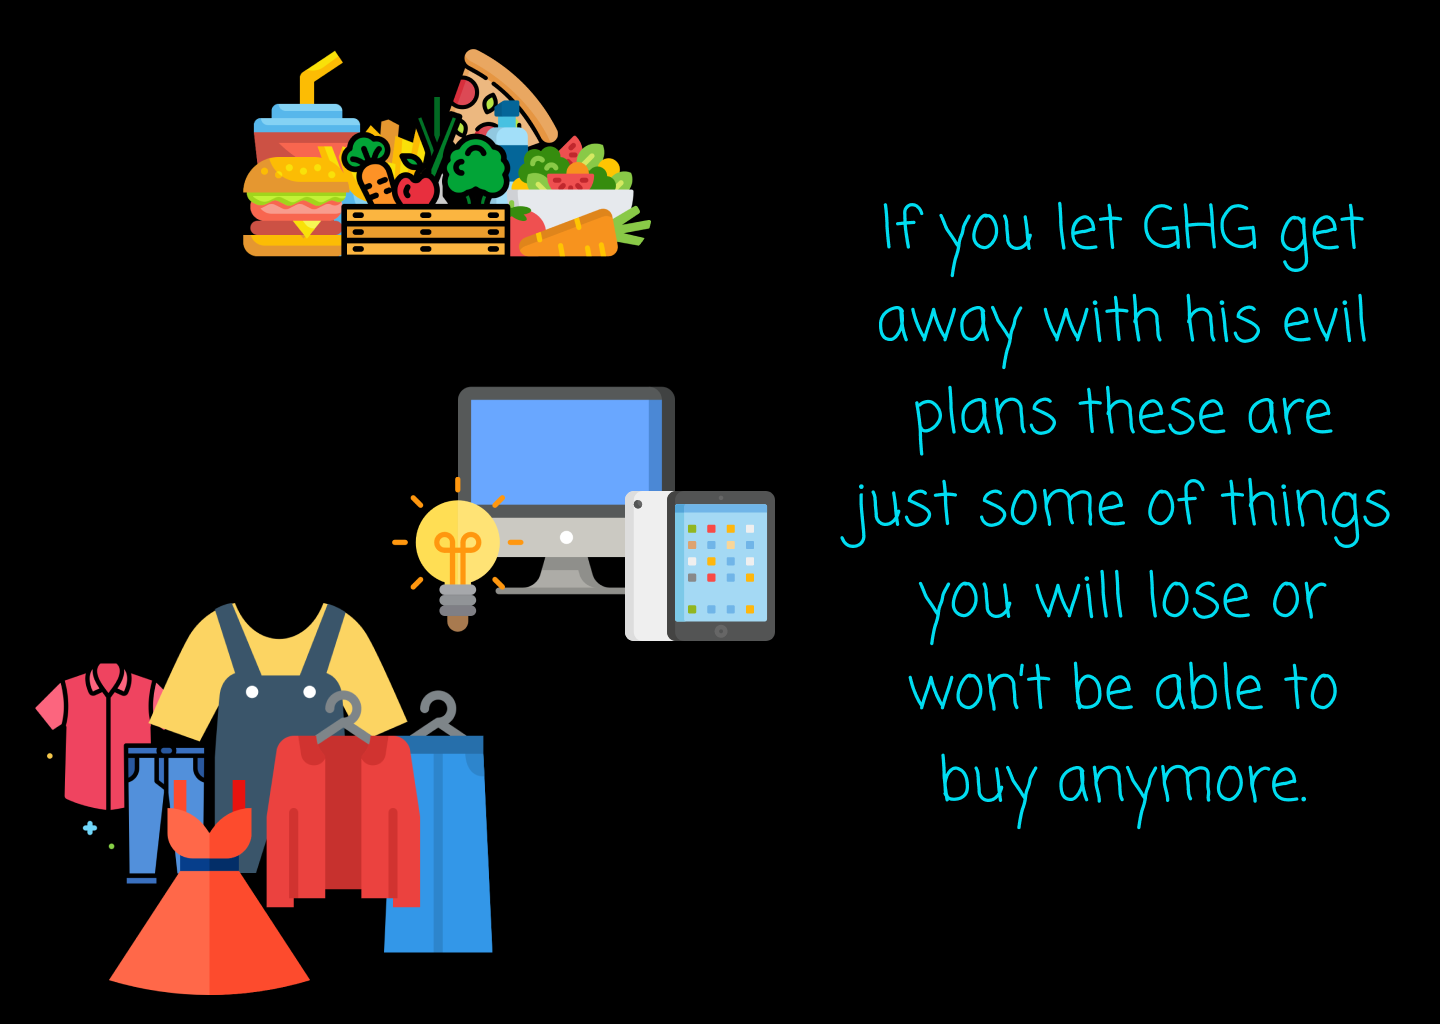 If you let GHG get
away with his evil
plans these are
just some of things
you will lose or
won't be able to
buy anymore.